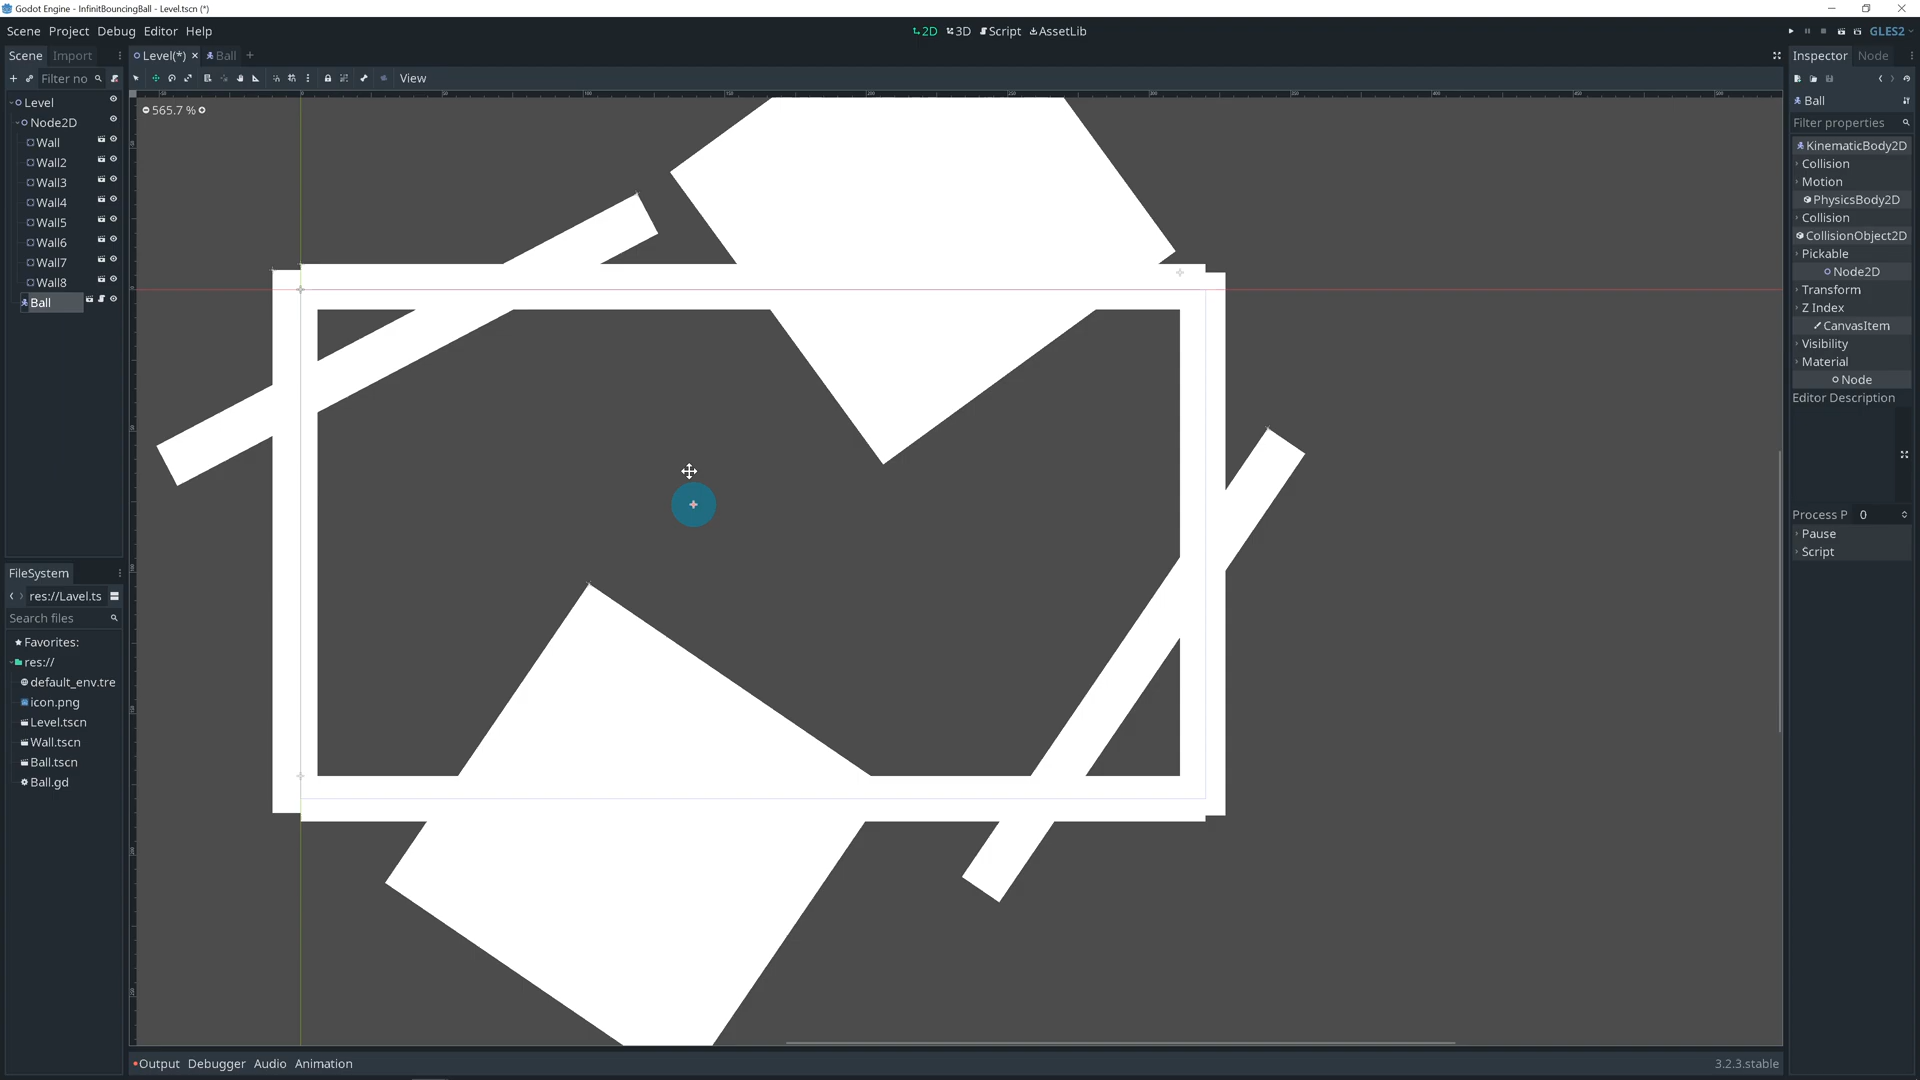 Godot Engine - InfinitBouncingBall - Level.tscn (*)
Scene Project Debug Editor Help
2D 3D Script AssetLib
GLES2
Scene Import
Level(*) Ball
Inspector Node
Filter no
View
565.7 %
Level
Node2D
Wall
Wall2
Wall3
Wall4
Wall5
Wall6
Wall7
Wall8
Ball
FileSystem
res://Lavel.ts
Search files
Favorites:
res://
default_env.tre
icon.png
Level.tscn
Wall.tscn
Ball.tscn
Ball.gd
Ball
Filter properties
KinematicBody2D
Collision
Motion
PhysicsBody2D
Collision
CollisionObject2D
Pickable
Node2D
Transform
Z Index
CanvasItem
Visibility
Material
Node
Editor Description
Process P 0
Pause
Script
Output Debugger Audio Animation
3.2.3.stable